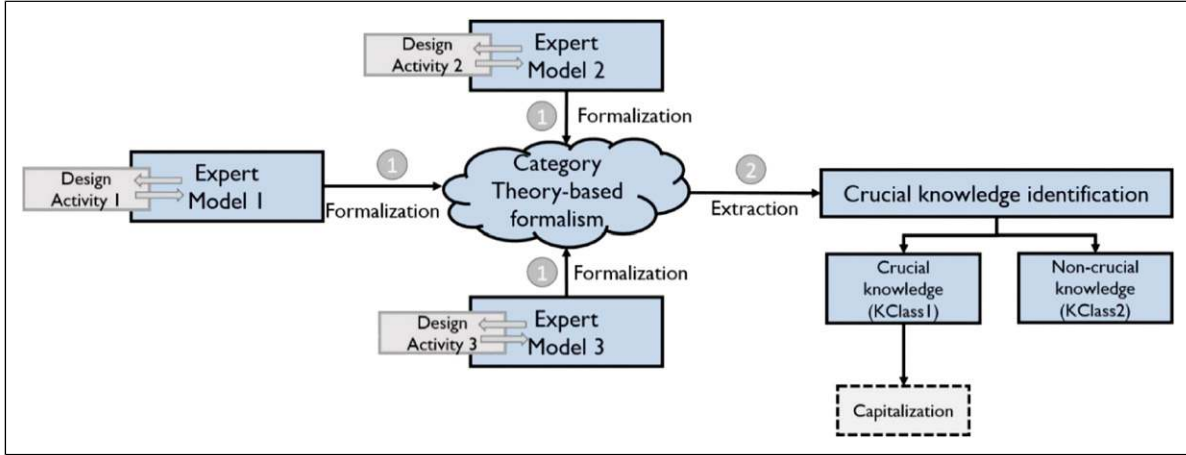 Design
Activity 2
Expert
Model 2
1
Formalization
Design
Activity 1
Expert
Model 1
1
Formalization
Category
Theory-based
formalism
2
Extraction
Crucial knowledge identification
Crucial
knowledge
(KClass1)
Non-crucial
knowledge
(KClass2)
1
Formalization
Design
Activity 3
Expert
Model 3
Capitalization